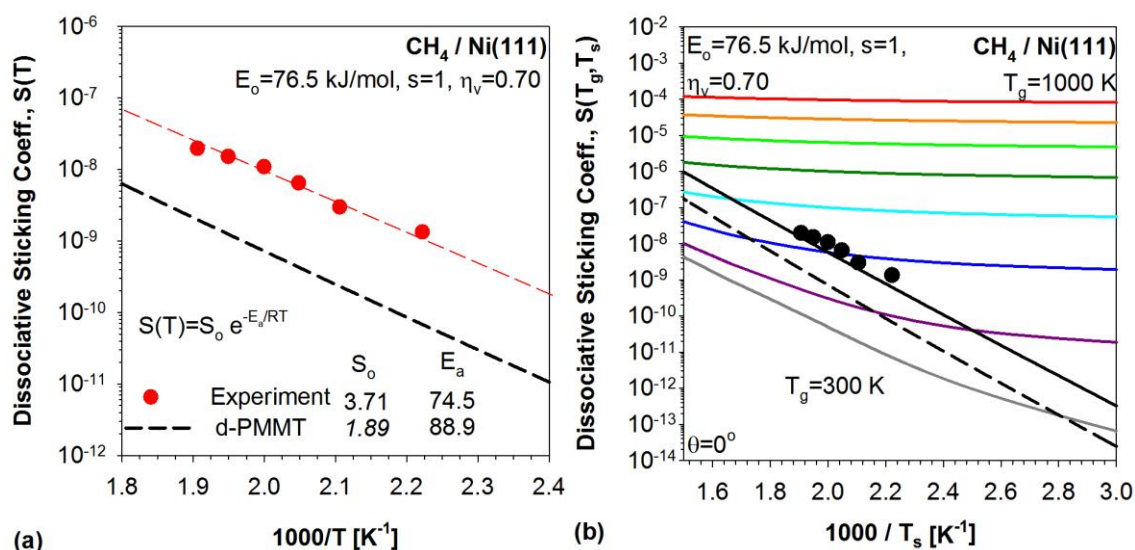 Dissociative Sticking Coeff., S(T)
10⁻⁶
10⁻⁷
10⁻⁸
10⁻⁹
10⁻¹⁰
10⁻¹¹
10⁻¹²
CH₄ / Ni(111)
Eₒ=76.5 kJ/mol, s=1, ηᵥ=0.70
S(T)=Sₒ e^-Eₐ/RT
Sₒ Eₐ
Experiment 3.71 74.5
d-PMMT 1.89 88.9
1.8 1.9 2.0 2.1 2.2 2.3 2.4
(a) 1000/T [K⁻¹]
Dissociative Sticking Coeff., S(Tg,Tₛ)
10⁻²
10⁻³
10⁻⁴
10⁻⁵
10⁻⁶
10⁻⁷
10⁻⁸
10⁻⁹
10⁻¹⁰
10⁻¹¹
10⁻¹²
10⁻¹³
10⁻¹⁴
Eₒ=76.5 kJ/mol, s=1,
ηᵥ=0.70
CH₄ / Ni(111)
Tg=1000 K
Tg=300 K
θ=0°
1.6 1.8 2.0 2.2 2.4 2.6 2.8 3.0
(b) 1000 / Tₛ [K⁻¹]